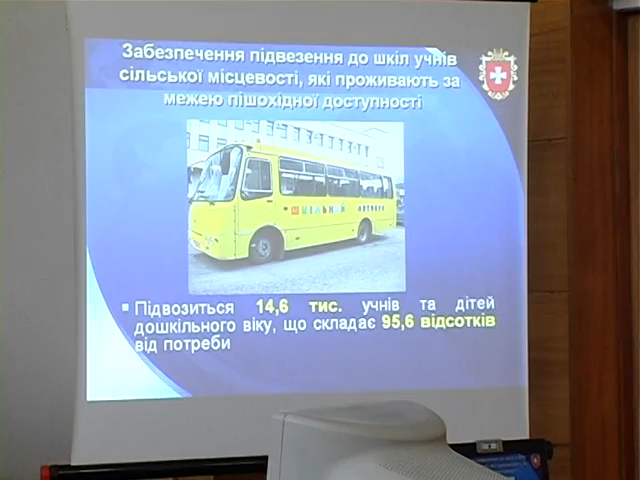 Забезпечення підвезення до шкіл учнів
сільської місцевості, які проживають за
межею пішохідної доступності
Підвозиться 14,6 тис. учнів та дітей
дошкільного віку, що складає 95,6 відсотків
від потреби